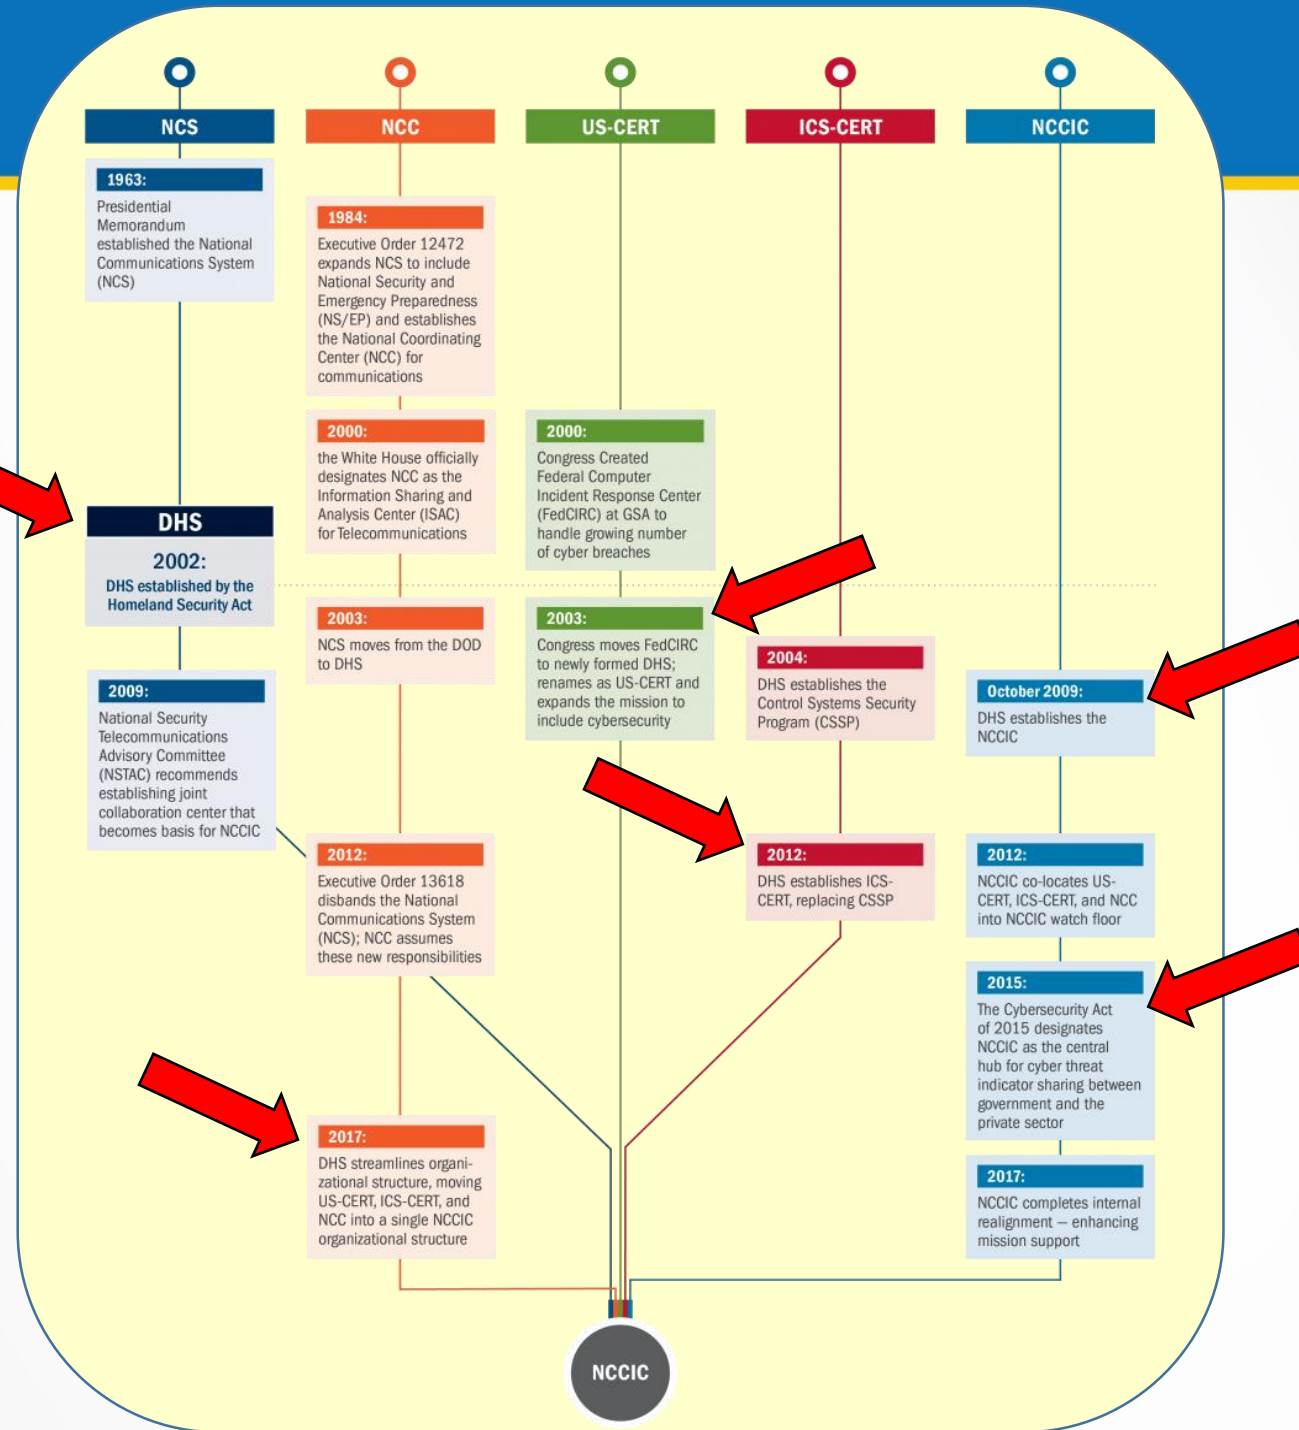 NCS
NCC
US-CERT
ICS-CERT
NCCIC
1963:
Presidential
Memorandum
established the National
Communications System
(NCS)
DHS
2002:
DHS established by the
Homeland Security Act
2009:
National Security
Telecommunications
Advisory Committee
(NSTAC) recommends
establishing joint
collaboration center that
becomes basis for NCCIC
1984:
Executive Order 12472
expands NCS to include
National Security and
Emergency Preparedness
(NS/EP) and establishes
the National Coordinating
Center (NCC) for
communications
2000:
the White House officially
designates NCC as the
Information Sharing and
Analysis Center (ISAC)
for Telecommunications
2003:
NCS moves from the DOD
to DHS
2012:
Executive Order 13618
disbands the National
Communications System
(NCS); NCC assumes
these new responsibilities
2017:
DHS streamlines organi-
zational structure, moving
US-CERT, ICS-CERT, and
NCC into a single NCCIC
organizational structure
2000:
Congress Created
Federal Computer
Incident Response Center
(FedCIRC) at GSA to
handle growing number
of cyber breaches
2003:
Congress moves FedCIRC
to newly formed DHS;
renames as US-CERT and
expands the mission to
include cybersecurity
2004:
DHS establishes the
Control Systems Security
Program (CSSP)
2012:
DHS establishes ICS-
CERT, replacing CSSP
October 2009:
DHS establishes the
NCCIC
2012:
NCCIC co-locates US-
CERT, ICS-CERT, and NCC
into NCCIC watch floor
2015:
The Cybersecurity Act
of 2015 designates
NCCIC as the central
hub for cyber threat
indicator sharing between
government and the
private sector
2017:
NCCIC completes internal
realignment — enhancing
mission support
NCCIC